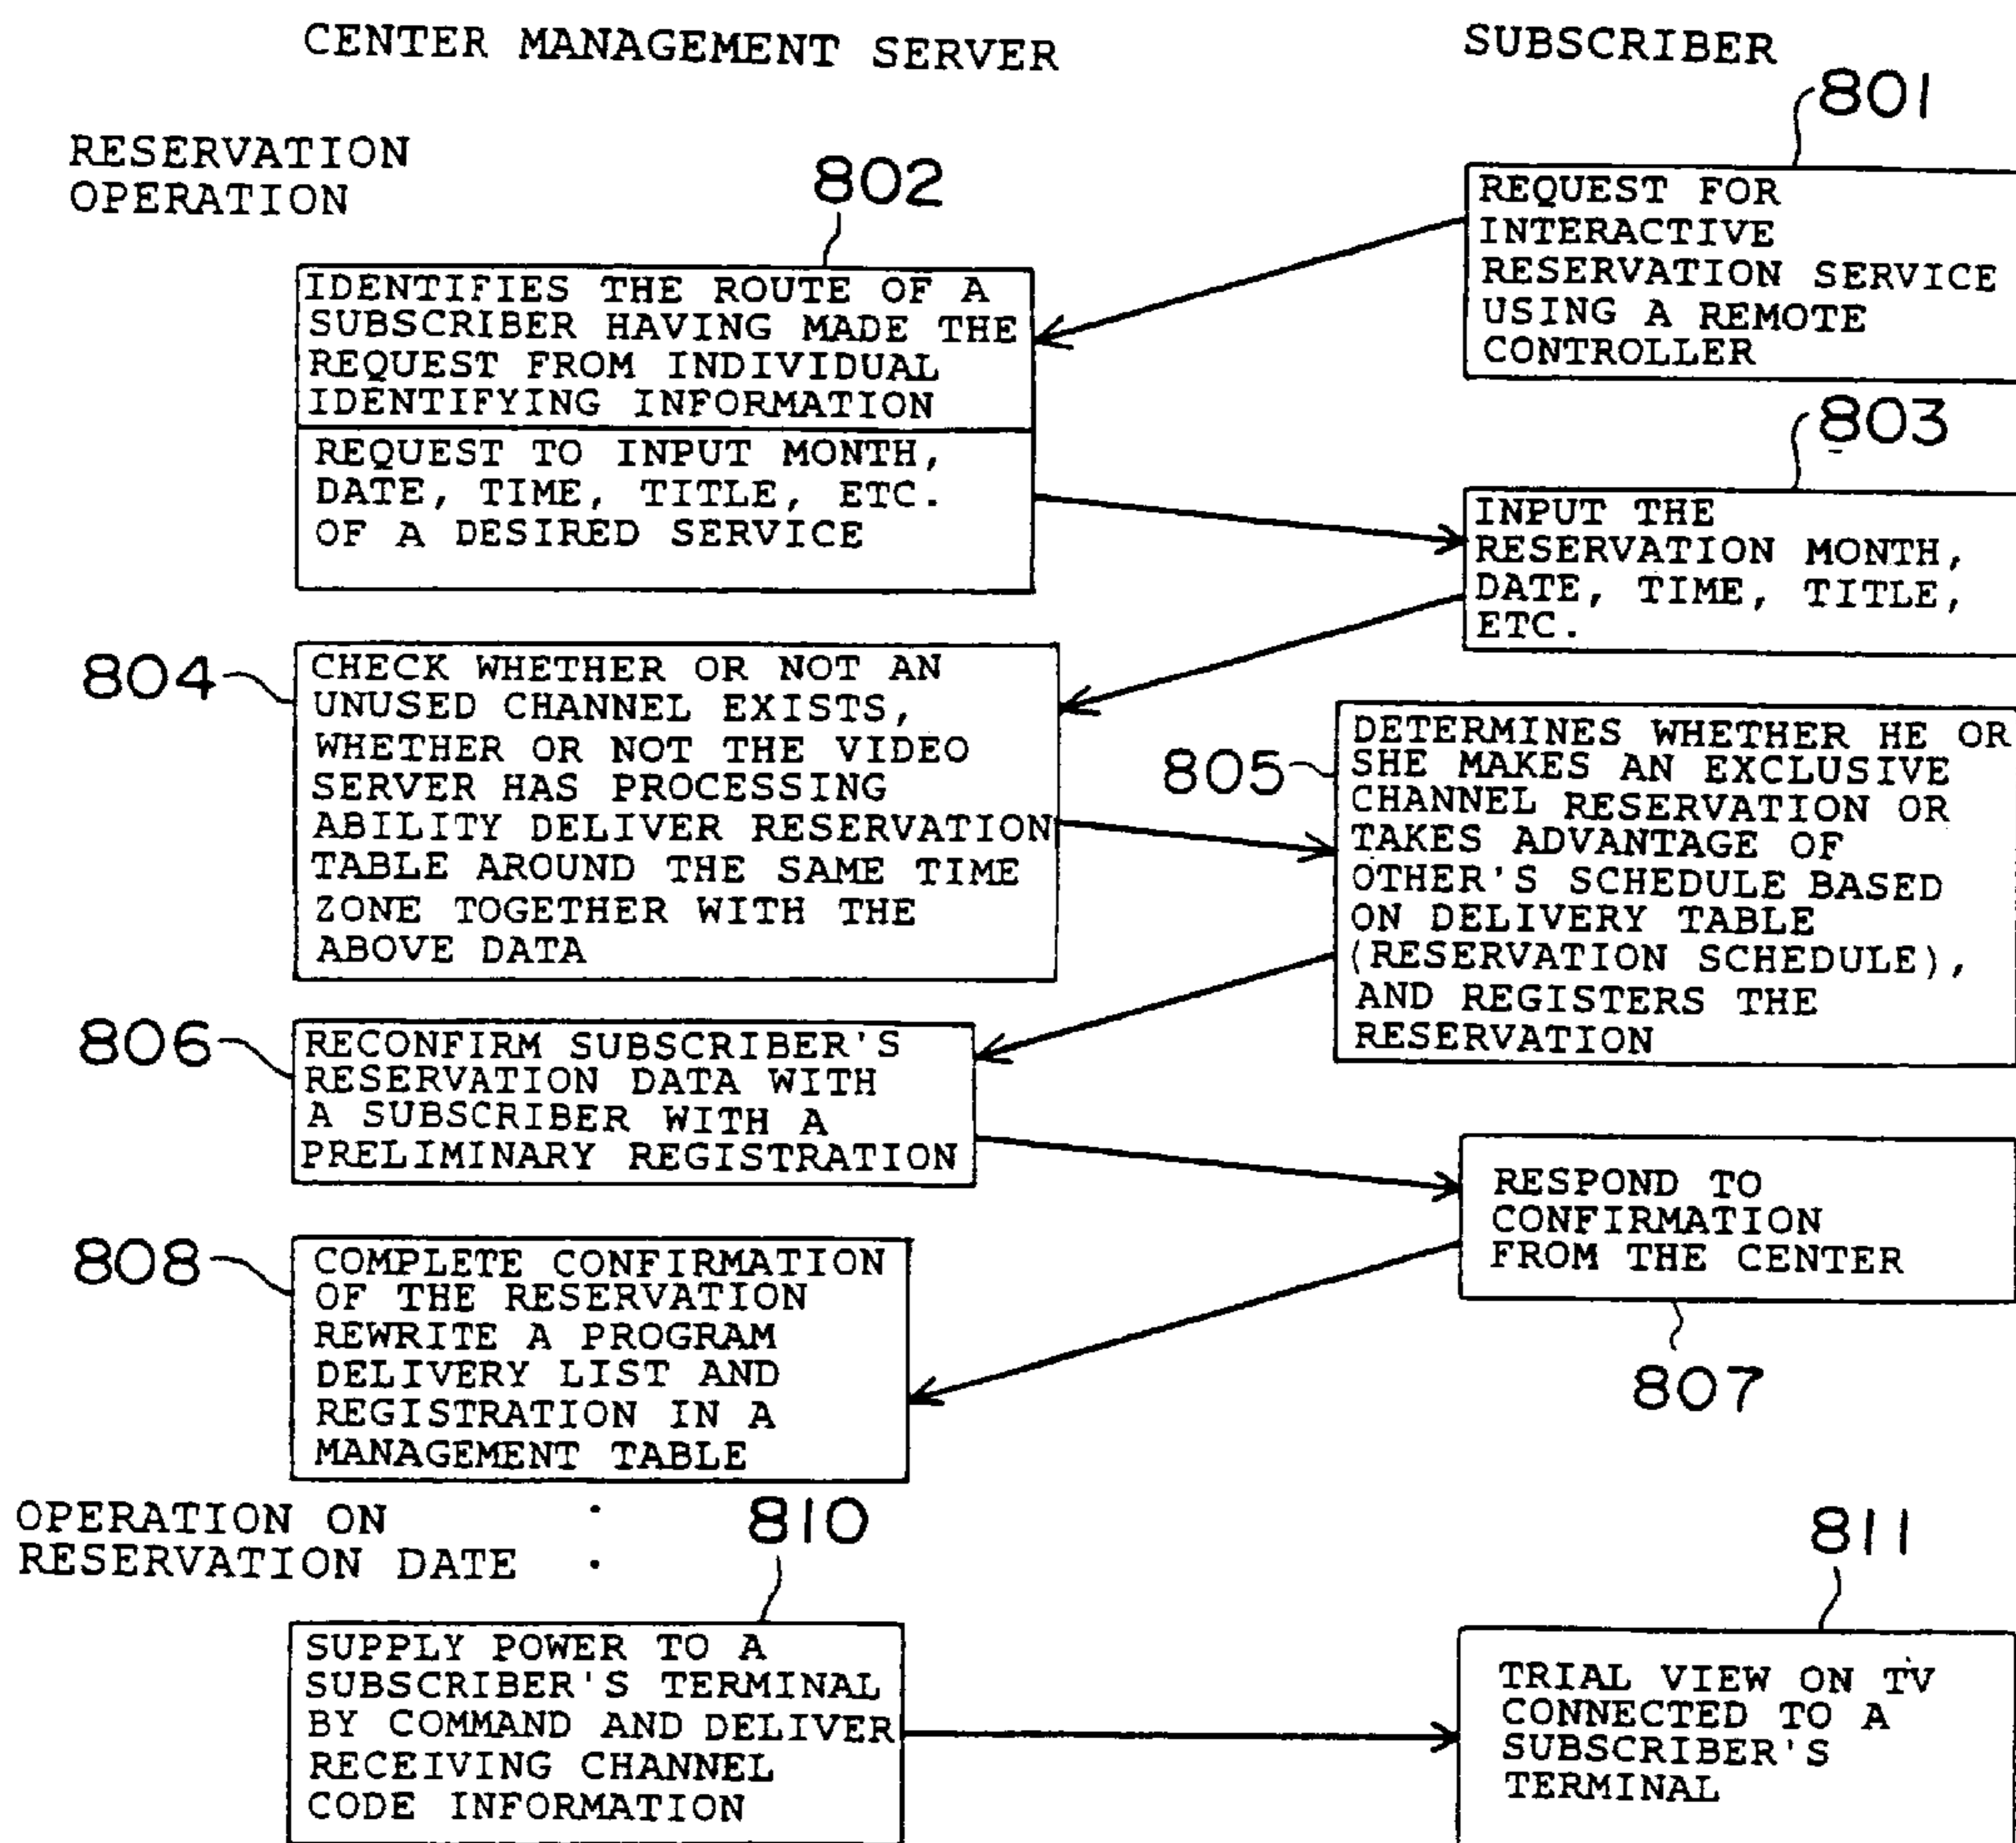 CENTER MANAGEMENT SERVER
SUBSCRIBER
801
RESERVATION
OPERATION
802
REQUEST FOR
INTERACTIVE
RESERVATION SERVICE
USING A REMOTE
CONTROLLER
IDENTIFIES THE ROUTE OF A
SUBSCRIBER HAVING MADE THE
REQUEST FROM INDIVIDUAL
IDENTIFYING INFORMATION
REQUEST TO INPUT MONTH,
DATE, TIME, TITLE, ETC.
OF A DESIRED SERVICE
803
INPUT THE
RESERVATION MONTH,
DATE, TIME, TITLE,
ETC.
804
CHECK WHETHER OR NOT AN
UNUSED CHANNEL EXISTS,
WHETHER OR NOT THE VIDEO
SERVER HAS PROCESSING
ABILITY DELIVER RESERVATION
TABLE AROUND THE SAME TIME
ZONE TOGETHER WITH THE
ABOVE DATA
805
DETERMINES WHETHER HE OR
SHE MAKES AN EXCLUSIVE
CHANNEL RESERVATION OR
TAKES ADVANTAGE OF
OTHER'S SCHEDULE BASED
ON DELIVERY TABLE
(RESERVATION SCHEDULE),
AND REGISTERS THE
RESERVATION
806
RECONFIRM SUBSCRIBER'S
RESERVATION DATA WITH
A SUBSCRIBER WITH A
PRELIMINARY REGISTRATION
RESPOND TO
CONFIRMATION
FROM THE CENTER
807
808
COMPLETE CONFIRMATION
OF THE RESERVATION
REWRITE A PROGRAM
DELIVERY LIST AND
REGISTRATION IN A
MANAGEMENT TABLE
OPERATION ON
RESERVATION DATE
810
811
SUPPLY POWER TO A
SUBSCRIBER'S TERMINAL
BY COMMAND AND DELIVER
RECEIVING CHANNEL
CODE INFORMATION
TRIAL VIEW ON TV
CONNECTED TO A
SUBSCRIBER'S
TERMINAL